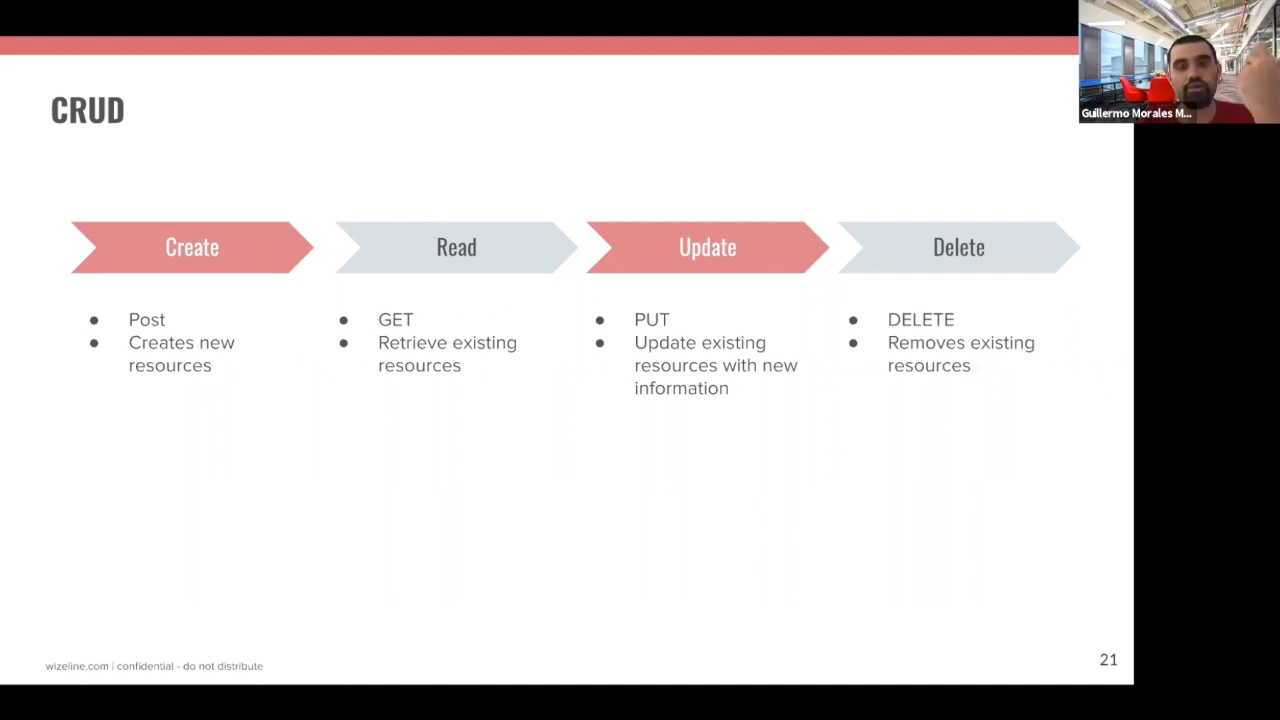 Guillermo Morales M...
CRUD
Create
Read
Update
Delete
● Post
● Creates new
resources
● GET
● Retrieve existing
resources
● PUT
● Update existing
resources with new
information
● DELETE
● Removes existing
resources
wizeline.com | confidential - do not distribute
21